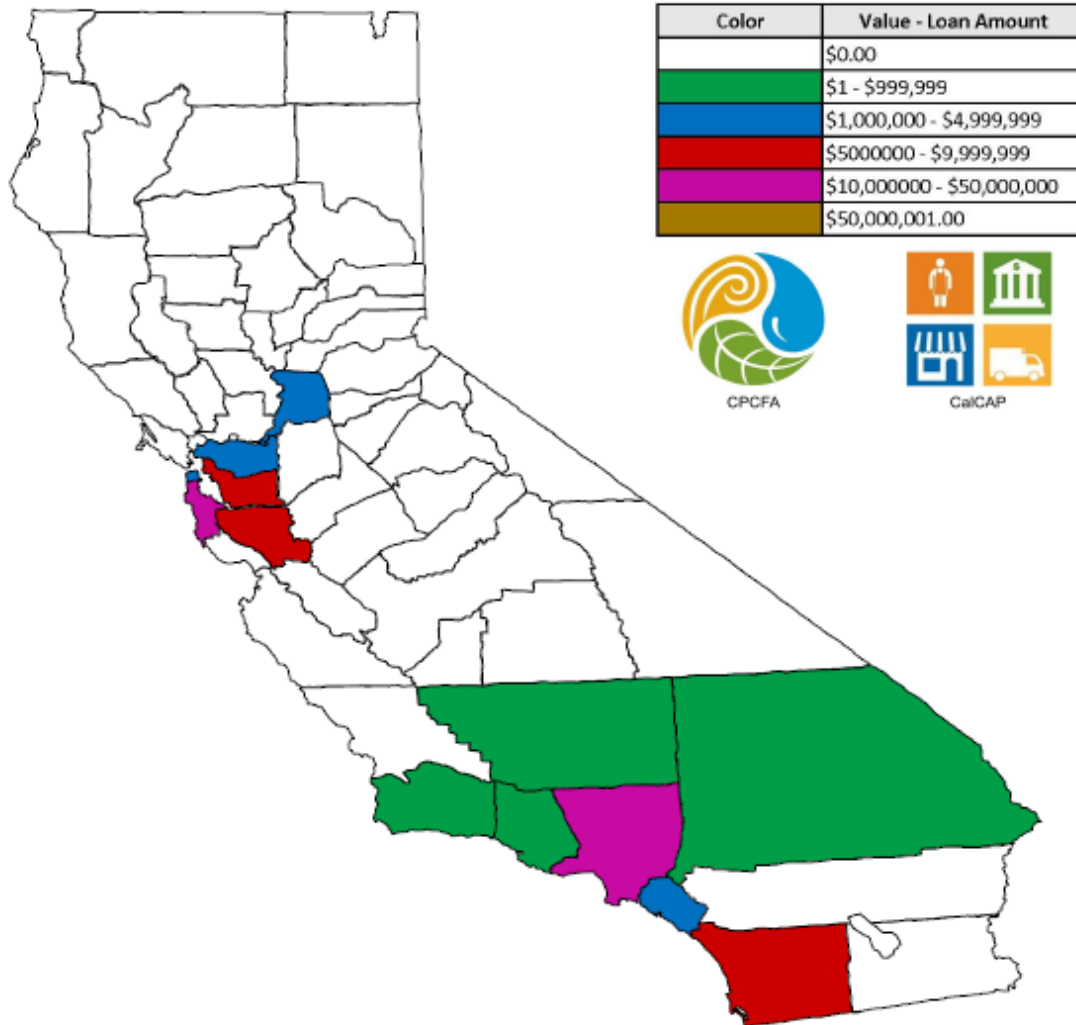 Color Value - Loan Amount
$0.00
$1 - $999,999
$1,000,000 - $4,999,999
$5000000 - $9,999,999
$10,000000 - $50,000,000
$50,000,001.00
CPCFA CalCAP